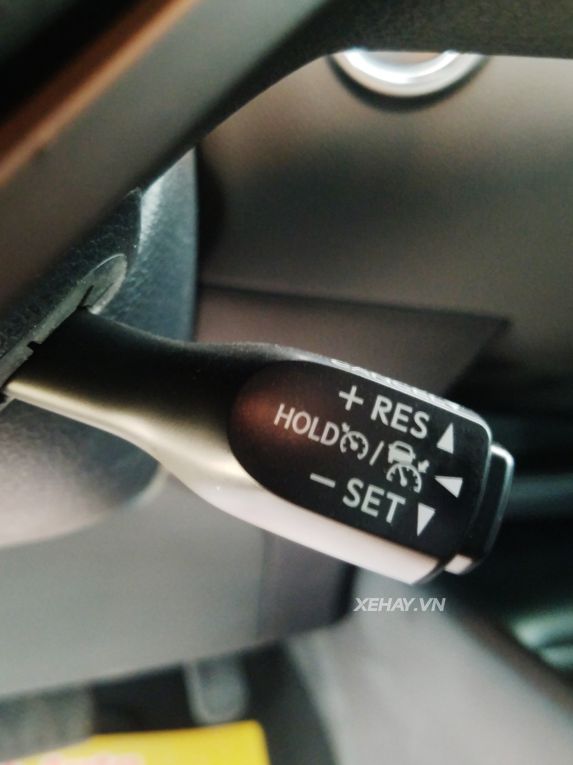 + RES
HOLD /
− SET
XEHAY.VN